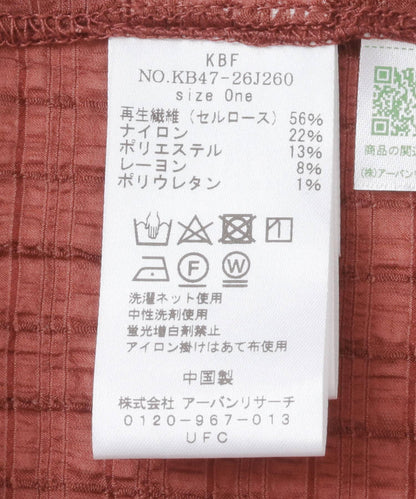 KBF
NO.KB47-26J260
size One
再生繊維（セルロース） 56%
ナイロン 22%
ポリエステル 13%
レーヨン 8%
ポリウレタン 1%
F W
洗濯ネット使用
中性洗剤使用
蛍光増白剤禁止
アイロン掛けはあて布使用
中国製
株式会社 アーバンリサーチ
0120-967-013
UFC
商品の関連
(株)アーバン